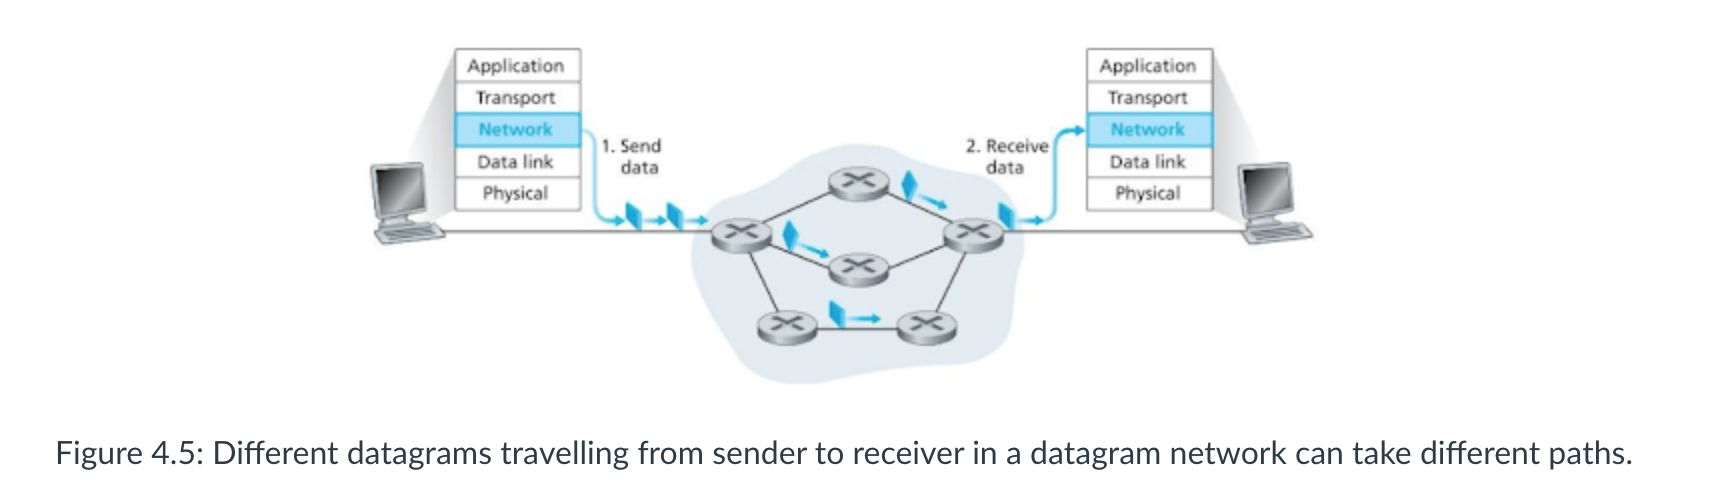 Application
Transport
Network
Data link
Physical
1. Send
data
2. Receive
data
Application
Transport
Network
Data link
Physical
Figure 4.5: Different datagrams travelling from sender to receiver in a datagram network can take different paths.